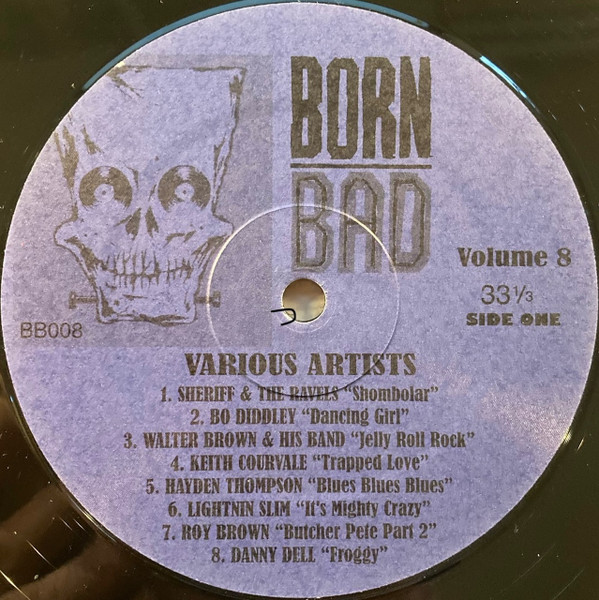 BORN
BAD
Volume 8
33 ⅓
SIDE ONE
BB008
VARIOUS ARTISTS
1. SHERIFF & THE RAVELS "Shombolar"
2. BO DIDDLEY "Dancing Girl"
3. WALTER BROWN & HIS BAND "Jelly Roll Rock"
4. KEITH COURVALE "Trapped Love"
5. HAYDEN THOMPSON "Blues Blues Blues"
6. LIGHTNIN SLIM "It's Mighty Crazy"
7. ROY BROWN "Butcher Pete Part 2"
8. DANNY DELL "Froggy"